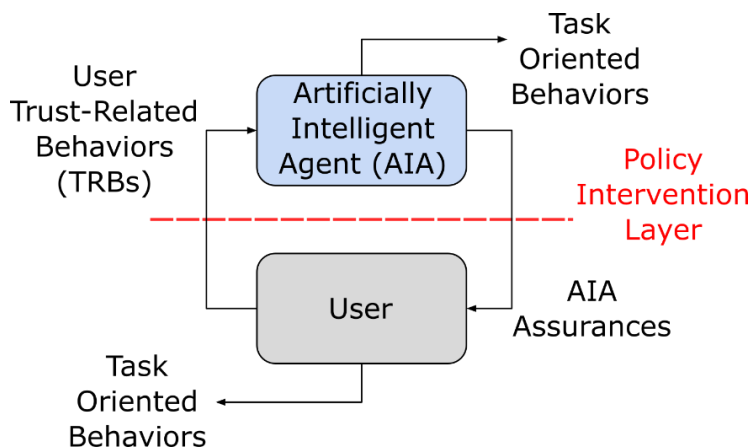 Task
Oriented
Behaviors
User
Trust-Related
Behaviors
(TRBs)
Artificially
Intelligent
Agent (AIA)
Policy
Intervention
Layer
User
AIA
Assurances
Task
Oriented
Behaviors